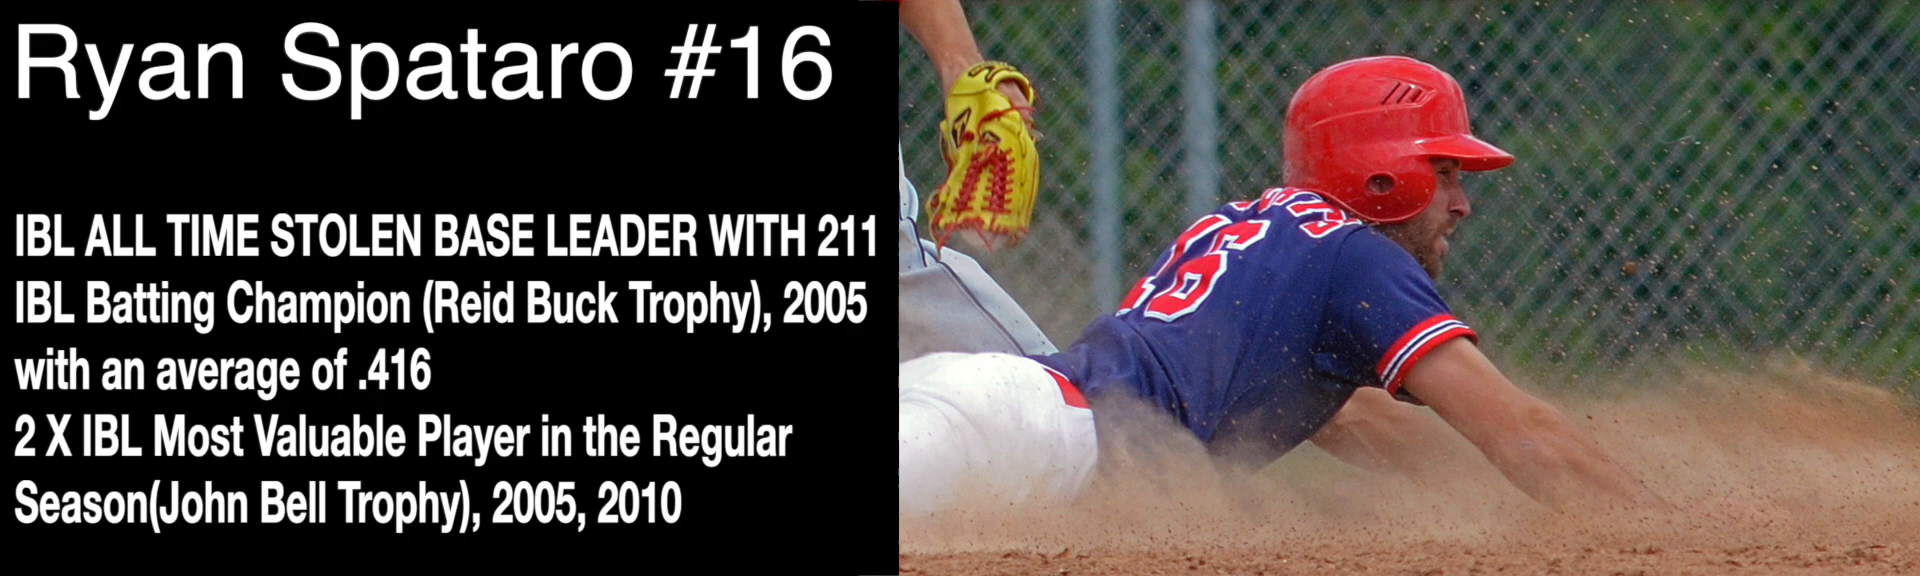 Ryan Spataro #16
IBL ALL TIME STOLEN BASE LEADER WITH 211
IBL Batting Champion (Reid Buck Trophy), 2005
with an average of .416
2 X IBL Most Valuable Player in the Regular
Season(John Bell Trophy), 2005, 2010
16